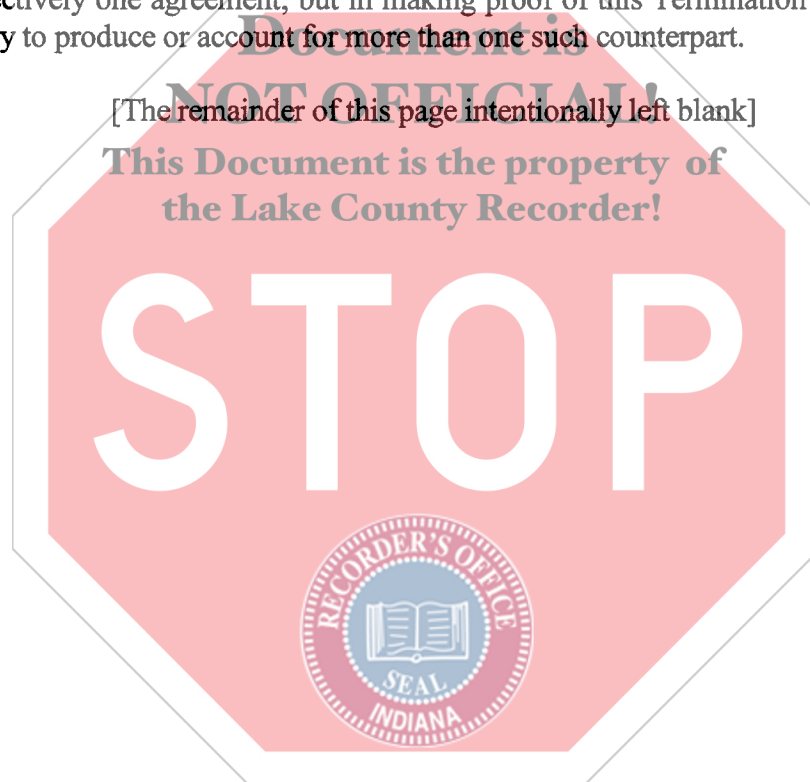 ectively one agreement, but in making proof of this Termination
y to produce or account for more than one such counterpart.
Document is
[The remainder of this page intentionally left blank]
NOT OFFICIAL!
This Document is the property of
the Lake County Recorder!
STOP
RECORDER'S OFFICE
SEAL
INDIANA